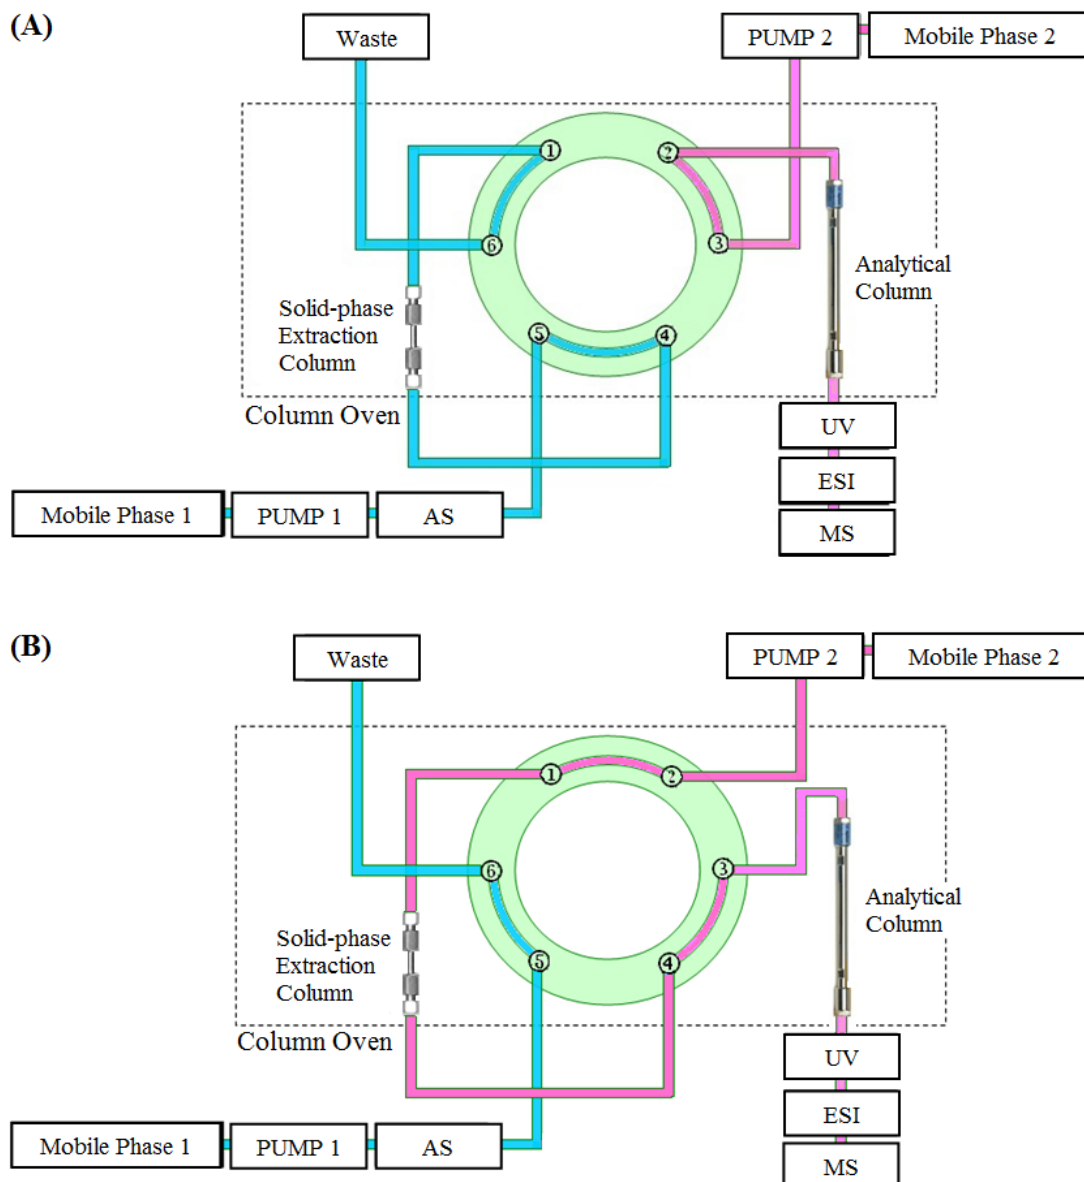 (A)
Waste
PUMP 2
Mobile Phase 2
1
2
6
3
Analytical
Column
Solid-phase
Extraction
Column
5
4
Column Oven
UV
ESI
MS
Mobile Phase 1
PUMP 1
AS
(B)
Waste
PUMP 2
Mobile Phase 2
1
2
6
3
Analytical
Column
Solid-phase
Extraction
Column
5
4
Column Oven
UV
ESI
MS
Mobile Phase 1
PUMP 1
AS